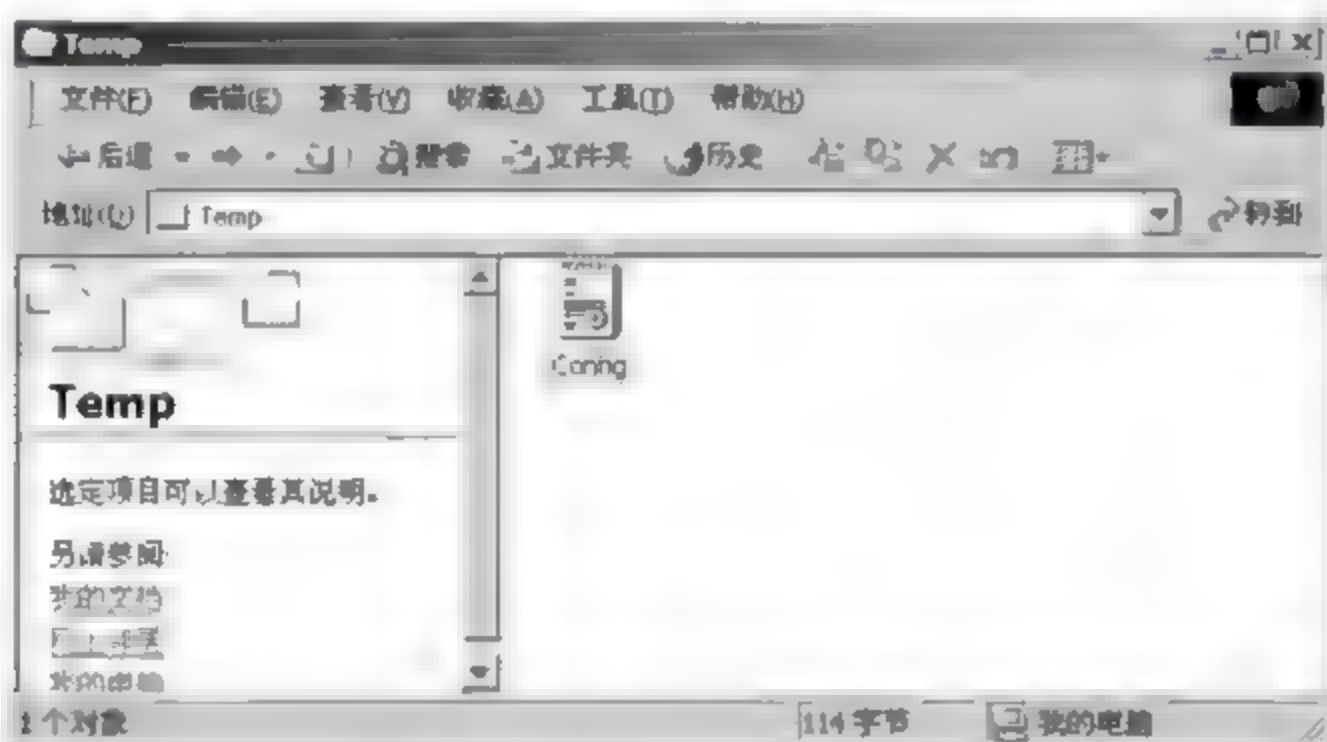 Temp
文件(F) 编辑(E) 查看(V) 收藏(A) 工具(T) 帮助(H)
后退 搜索 文件夹 历史
地址(D) Temp 转到
Temp
选定项目可以查看其说明。
另请参阅
我的文档
我的电脑
1 个对象 114 字节 我的电脑